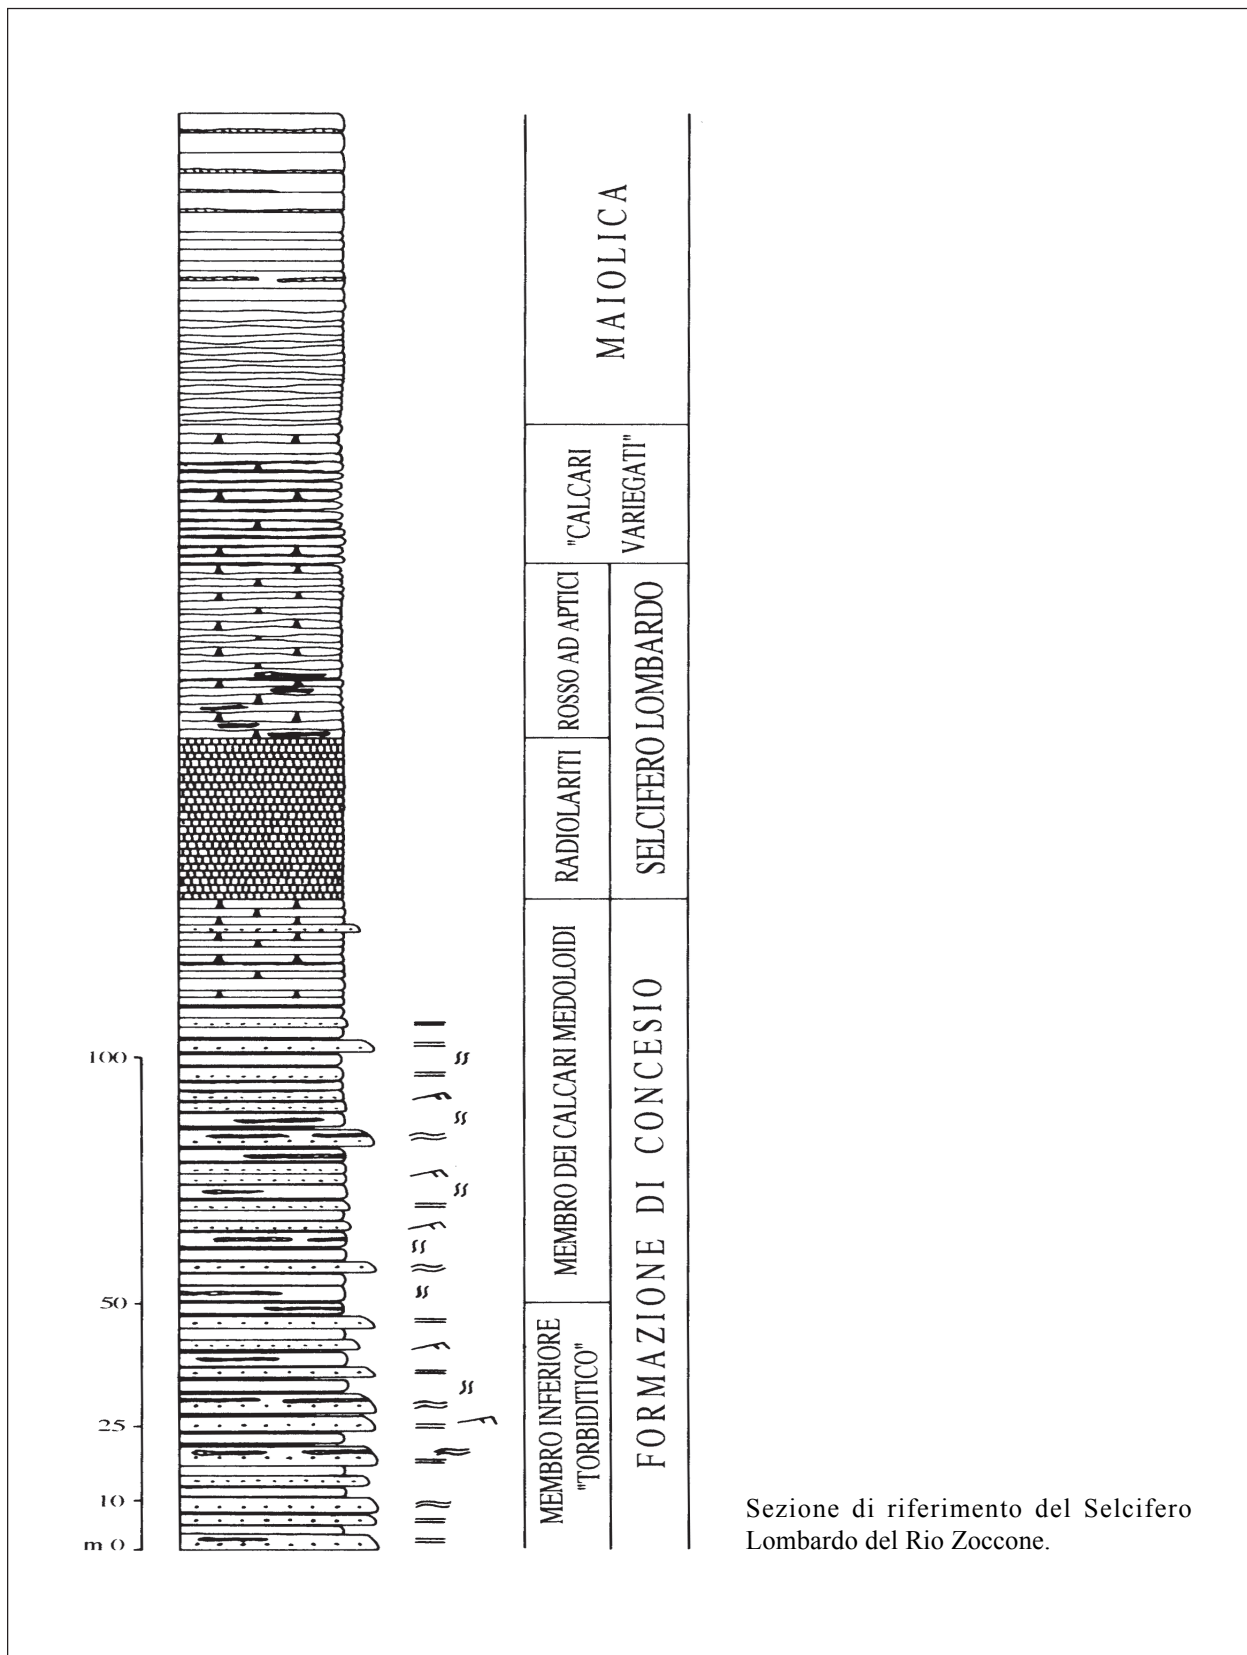 MAIOLICA
"CALCARI
VARIEGATI"
ROSSO AD APTICI
SELCIFERO LOMBARDO
RADIOLARITI
MEMBRO DEI CALCARI MEDOLOIDI
FORMAZIONE DI CONCESIO
MEMBRO INFERIORE
"TORBIDITICO"
100
50
25
10
m 0
Sezione di riferimento del Selcifero
Lombardo del Rio Zoccone.